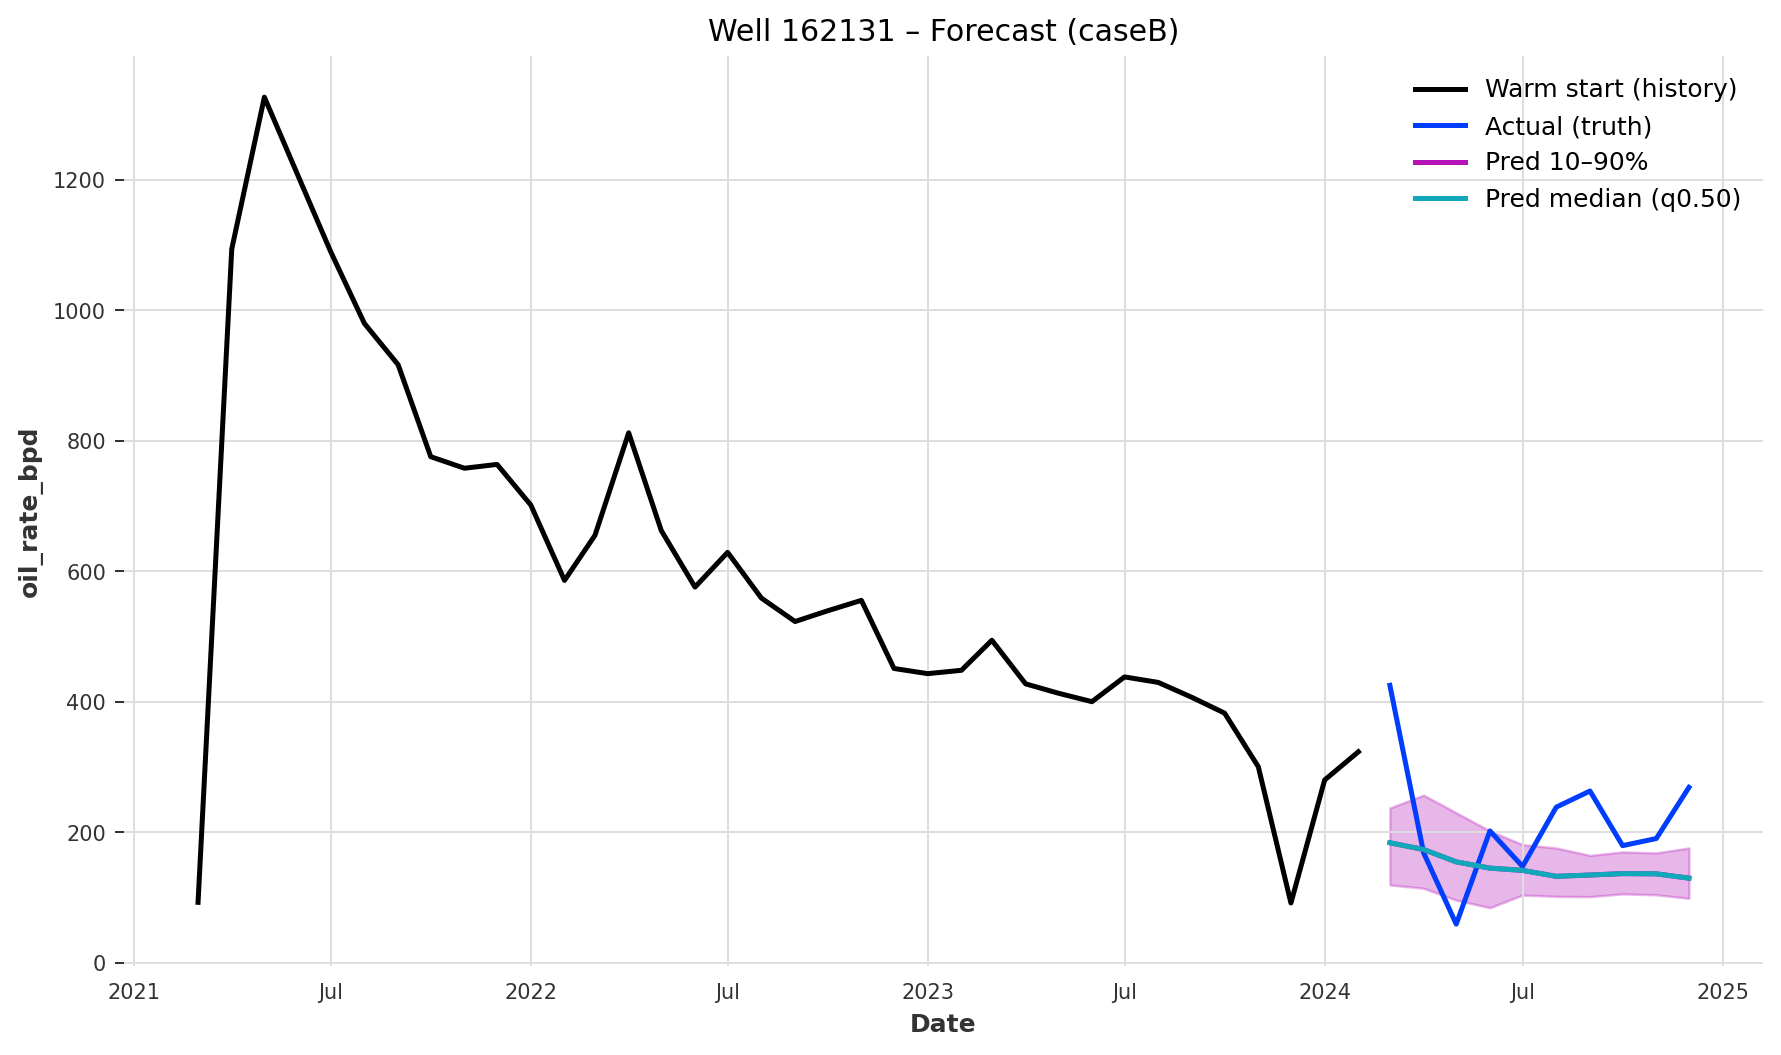 Well 162131 – Forecast (caseB)
Warm start (history)
Actual (truth)
Pred 10–90%
Pred median (q0.50)
oil_rate_bpd
1200
1000
800
600
400
200
0
2021
Jul
2022
Jul
2023
Jul
2024
Jul
2025
Date